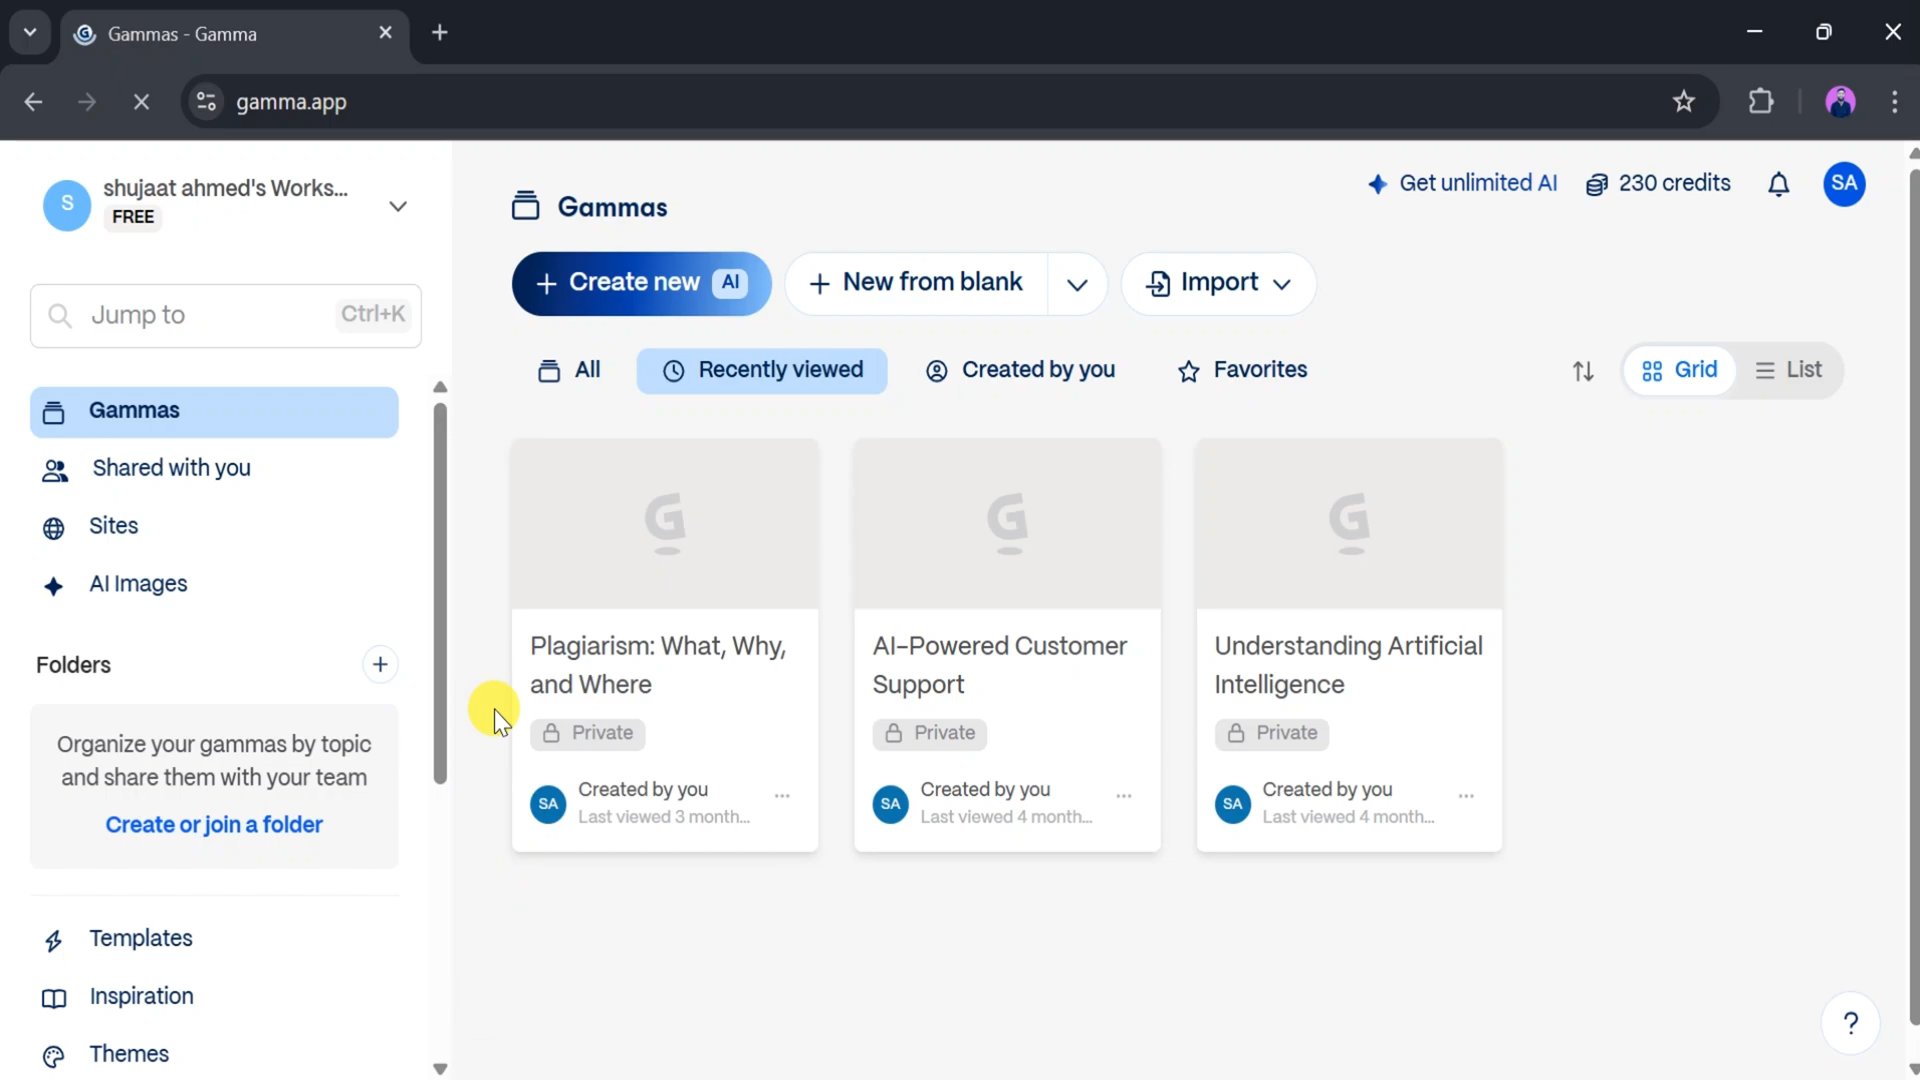 Gammas - Gamma
gamma.app
S
shujaat ahmed's Works...
FREE
Jump to
Ctrl+K
Gammas
Shared with you
Sites
AI Images
Folders
Organize your gammas by topic
and share them with your team
Create or join a folder
Templates
Inspiration
Themes
Gammas
Get unlimited AI
230 credits
SA
Create new AI
New from blank
Import
All
Recently viewed
Created by you
Favorites
Grid
List
Plagiarism: What, Why,
and Where
Private
SA
Created by you
Last viewed 3 month...
AI-Powered Customer
Support
Private
SA
Created by you
Last viewed 4 month...
Understanding Artificial
Intelligence
Private
SA
Created by you
Last viewed 4 month...
?